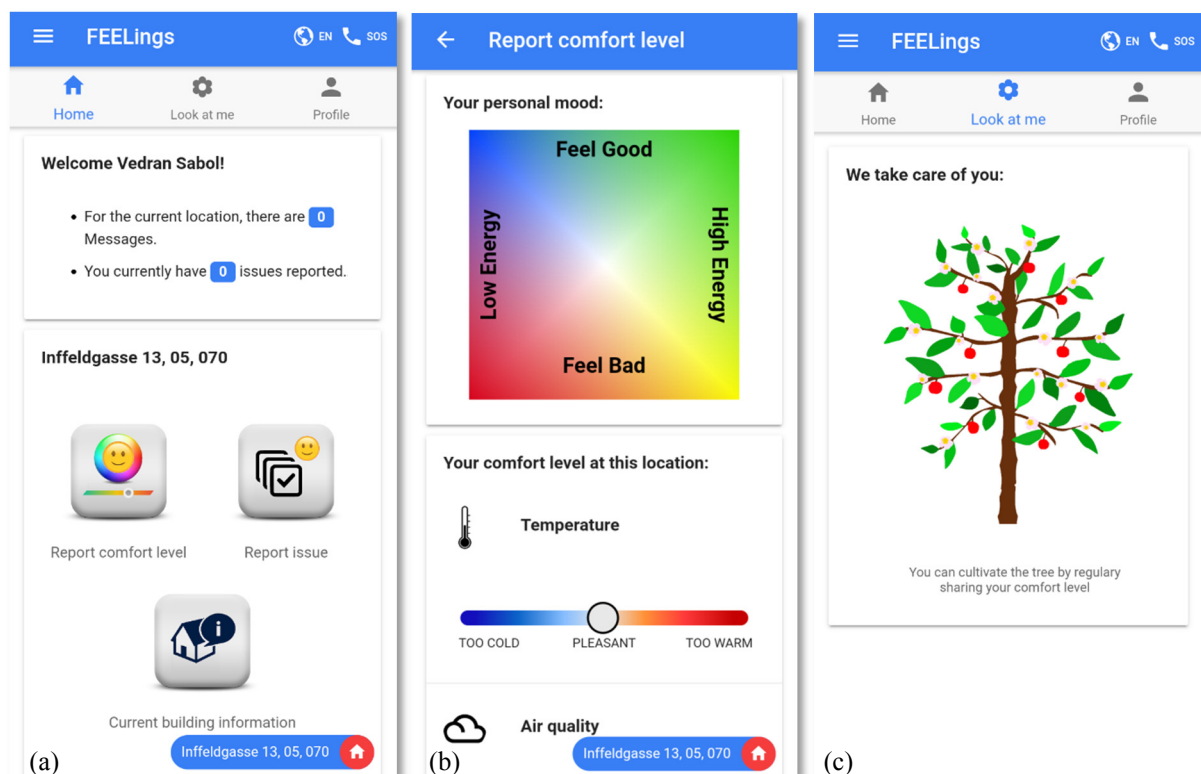 FEELings
EN
SOS
Home
Look at me
Profile
Welcome Vedran Sabol!
• For the current location, there are 0
Messages.
• You currently have 0 issues reported.
Inffeldgasse 13, 05, 070
Report comfort level
Report issue
i
Current building information
Inffeldgasse 13, 05, 070
(a)
Report comfort level
Your personal mood:
Feel Good
Low Energy
High Energy
Feel Bad
Your comfort level at this location:
Temperature
TOO COLD
PLEASANT
TOO WARM
Air quality
Inffeldgasse 13, 05, 070
(b)
FEELings
EN
SOS
Home
Look at me
Profile
We take care of you:
You can cultivate the tree by regulary
sharing your comfort level
(c)